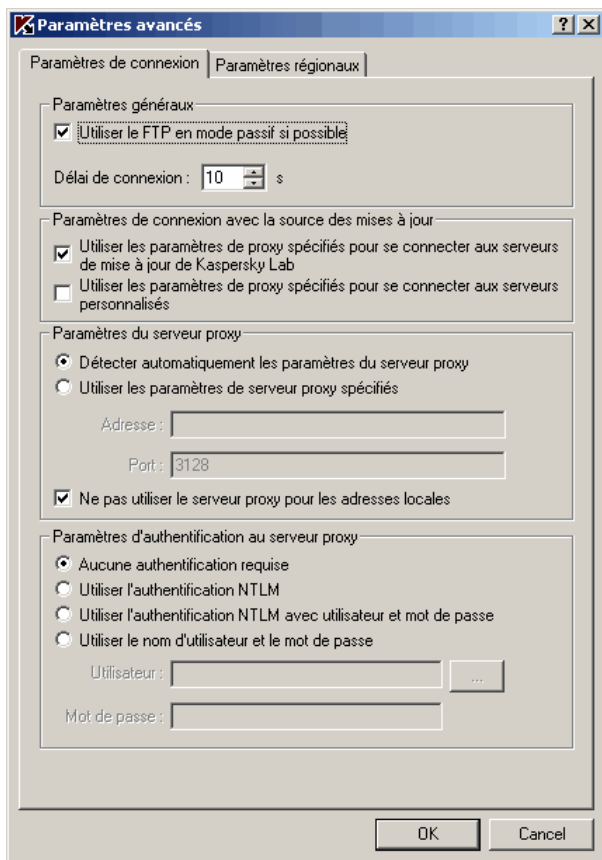 Paramètres avancés
Paramètres de connexion
Paramètres régionaux
Paramètres généraux
Utiliser le FTP en mode passif si possible
Délai de connexion : 10 s
Paramètres de connexion avec la source des mises à jour
Utiliser les paramètres de proxy spécifiés pour se connecter aux serveurs
de mise à jour de Kaspersky Lab
Utiliser les paramètres de proxy spécifiés pour se connecter aux serveurs
personnalisés
Paramètres du serveur proxy
Détecter automatiquement les paramètres du serveur proxy
Utiliser les paramètres de serveur proxy spécifiés
Adresse :
Port : 3128
Ne pas utiliser le serveur proxy pour les adresses locales
Paramètres d'authentification au serveur proxy
Aucune authentification requise
Utiliser l'authentification NTLM
Utiliser l'authentification NTLM avec utilisateur et mot de passe
Utiliser le nom d'utilisateur et le mot de passe
Utilisateur : ...
Mot de passe :
OK Cancel